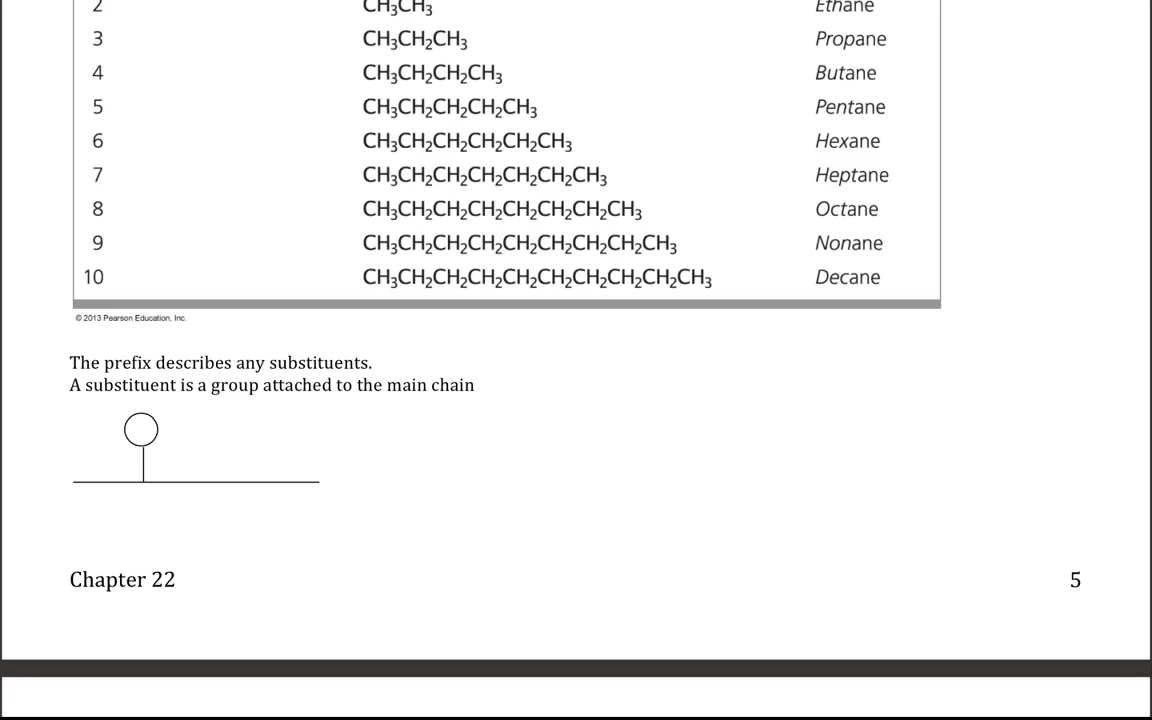 2 CH3CH3 Ethane
3 CH3CH2CH3 Propane
4 CH3CH2CH2CH3 Butane
5 CH3CH2CH2CH2CH3 Pentane
6 CH3CH2CH2CH2CH2CH3 Hexane
7 CH3CH2CH2CH2CH2CH2CH3 Heptane
8 CH3CH2CH2CH2CH2CH2CH2CH3 Octane
9 CH3CH2CH2CH2CH2CH2CH2CH2CH3 Nonane
10 CH3CH2CH2CH2CH2CH2CH2CH2CH2CH3 Decane
© 2013 Pearson Education, Inc.
The prefix describes any substituents.
A substituent is a group attached to the main chain
Chapter 22 5